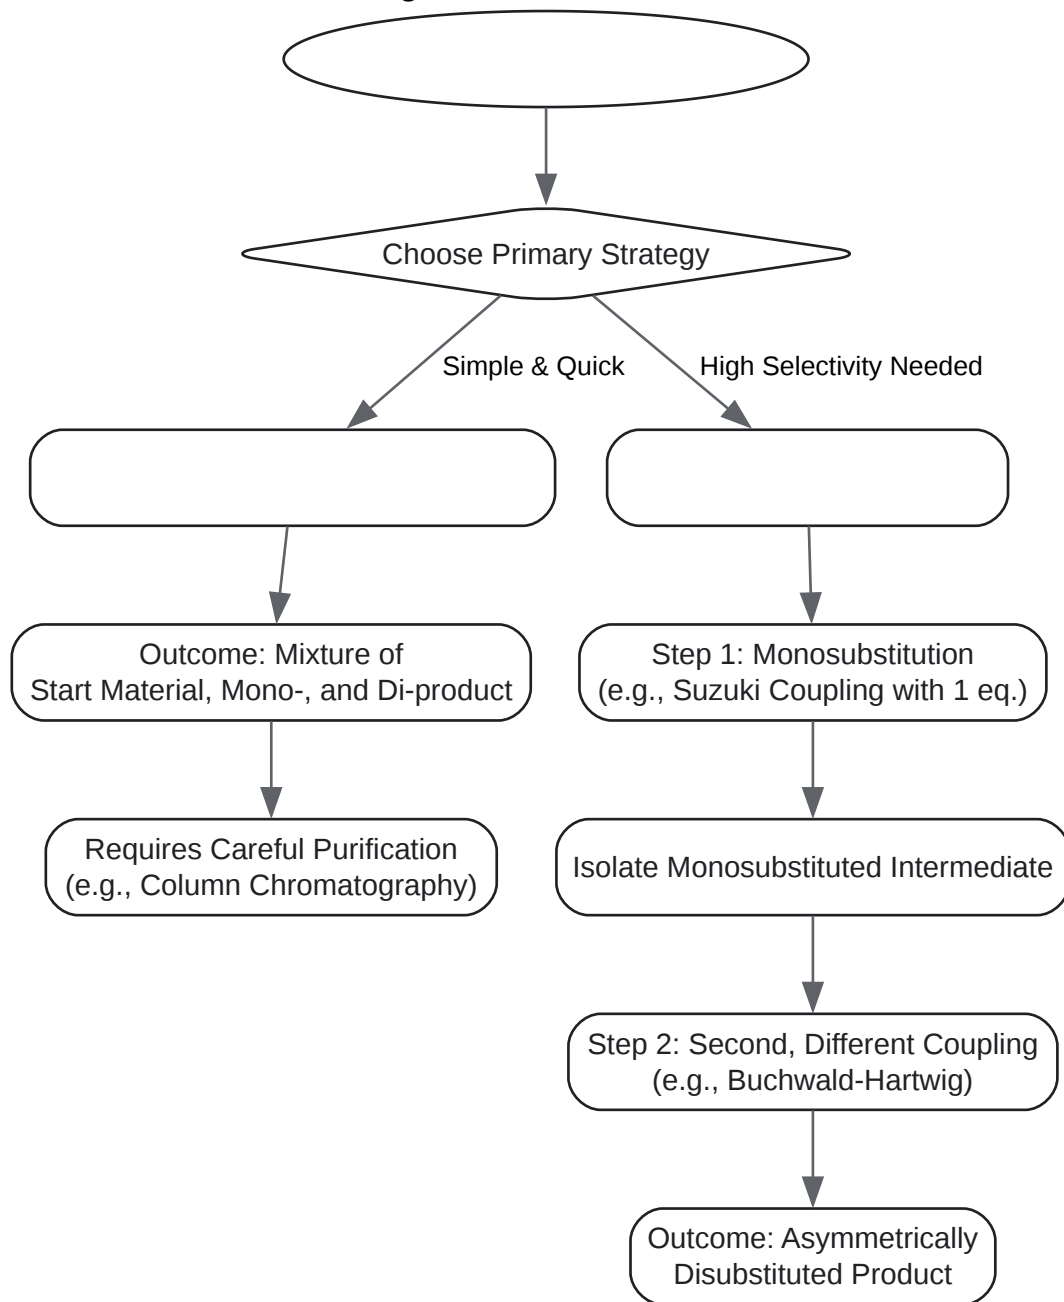 Choose Primary Strategy
Simple & Quick
High Selectivity Needed
Outcome: Mixture of
Start Material, Mono-, and Di-product
Step 1: Monosubstitution
(e.g., Suzuki Coupling with 1 eq.)
Requires Careful Purification
(e.g., Column Chromatography)
Isolate Monosubstituted Intermediate
Step 2: Second, Different Coupling
(e.g., Buchwald-Hartwig)
Outcome: Asymmetrically
Disubstituted Product